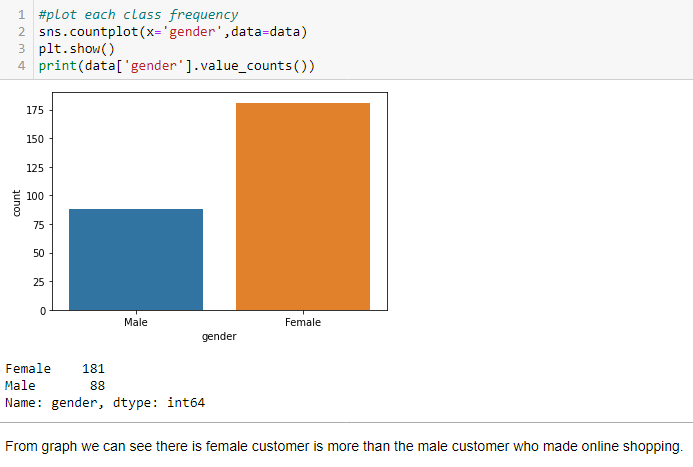 1 #plot each class frequency
2 sns.countplot(x='gender',data=data)
3 plt.show()
4 print(data['gender'].value_counts())
175
150
125
100
75
50
25
0
count
Male Female
gender
Female 181
Male 88
Name: gender, dtype: int64
From graph we can see there is female customer is more than the male customer who made online shopping.